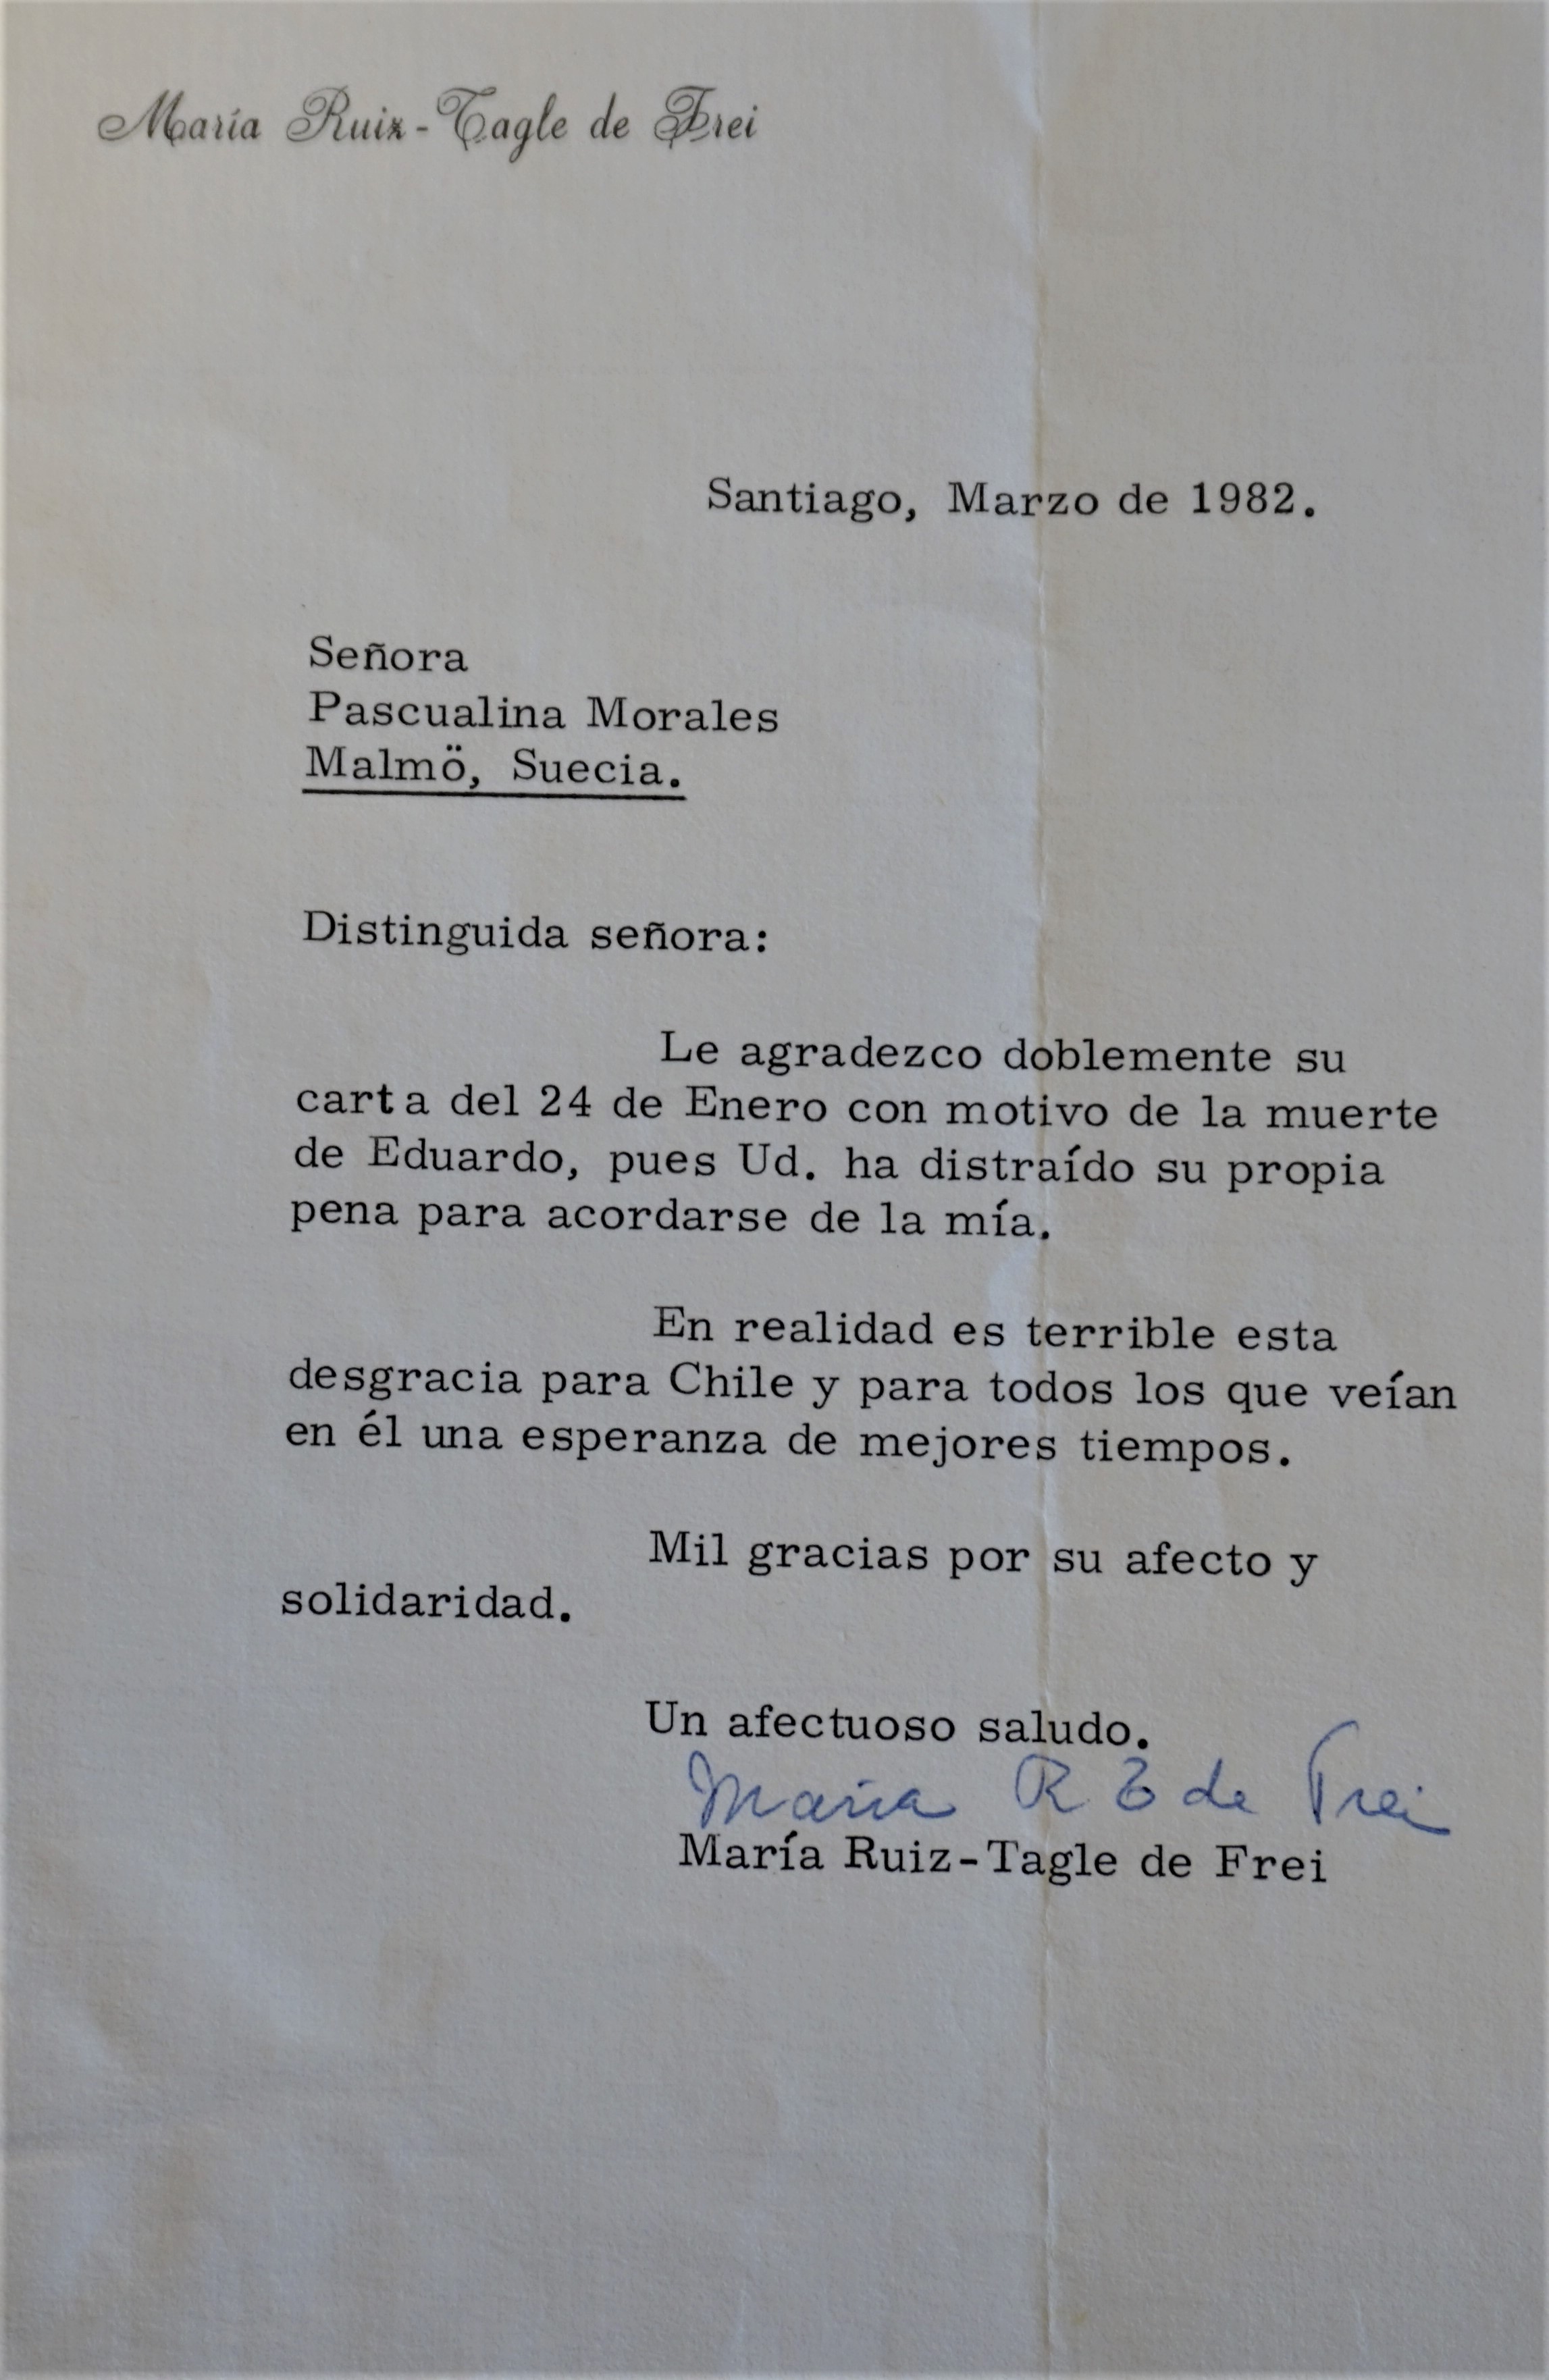 María Ruiz-Tagle de Frei
Santiago, Marzo de 1982.
Señora
Pascualina Morales
Malmö, Suecia.
Distinguida señora:
Le agradezco doblemente su
carta del 24 de Enero con motivo de la muerte
de Eduardo, pues Ud. ha distraído su propia
pena para acordarse de la mía.
En realidad es terrible esta
desgracia para Chile y para todos los que veían
en él una esperanza de mejores tiempos.
Mil gracias por su afecto y
solidaridad.
Un afectuoso saludo.
María R T de Frei
María Ruiz-Tagle de Frei